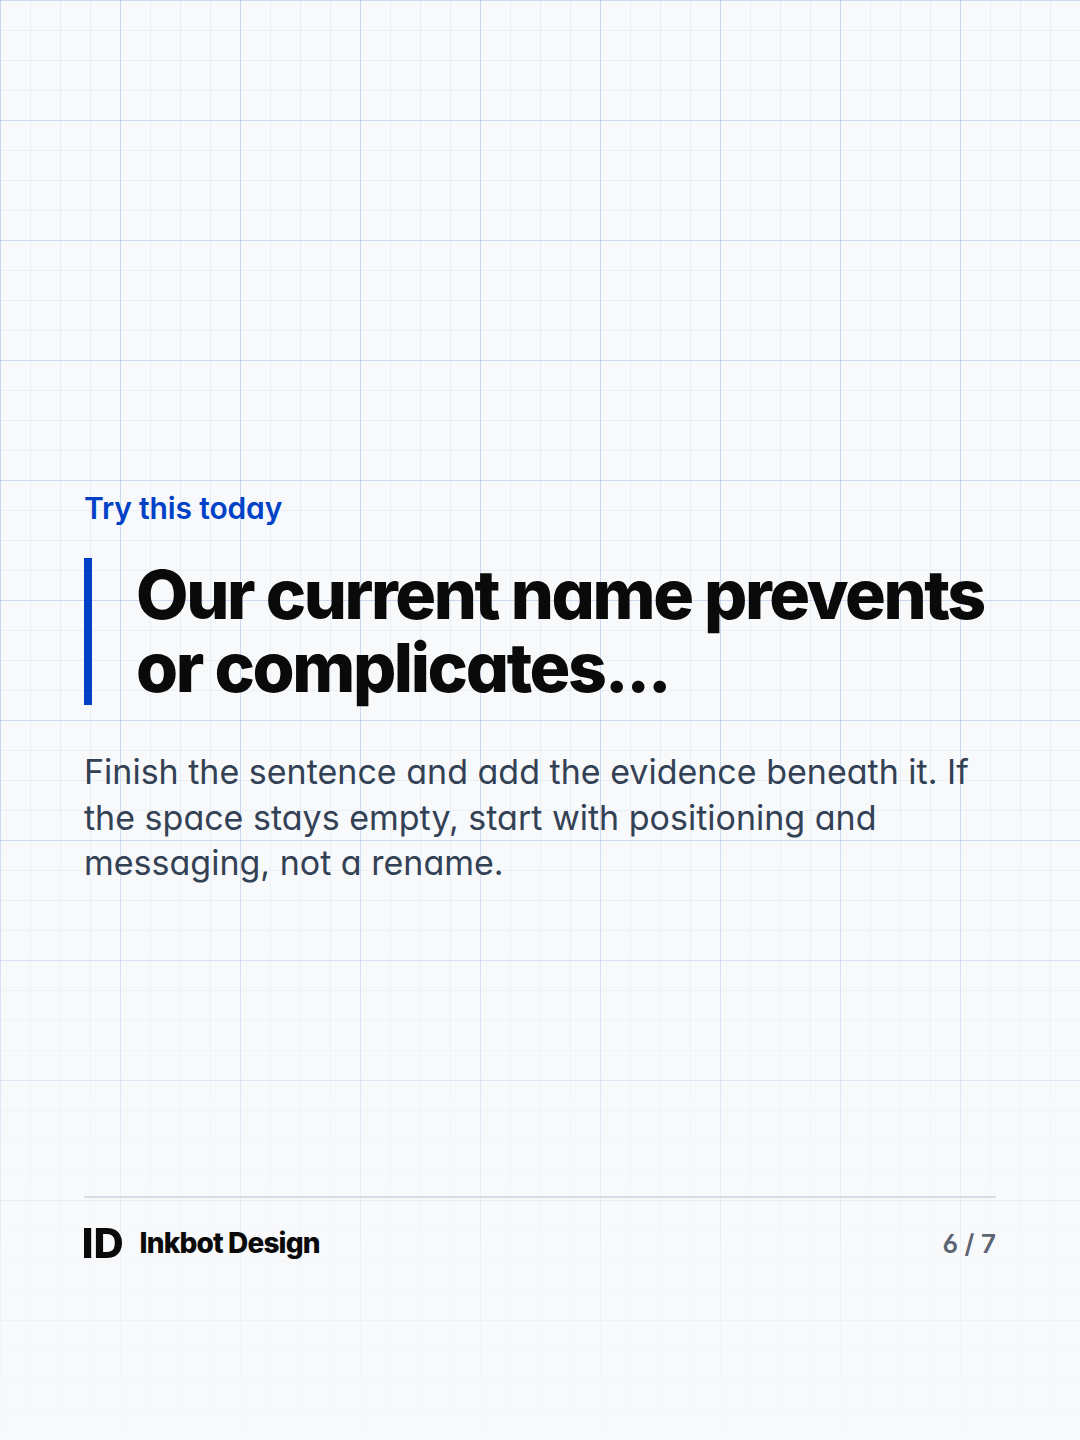 Try this today
Our current name prevents
or complicates...
Finish the sentence and add the evidence beneath it. If
the space stays empty, start with positioning and
messaging, not a rename.
ID Inkbot Design
6 / 7